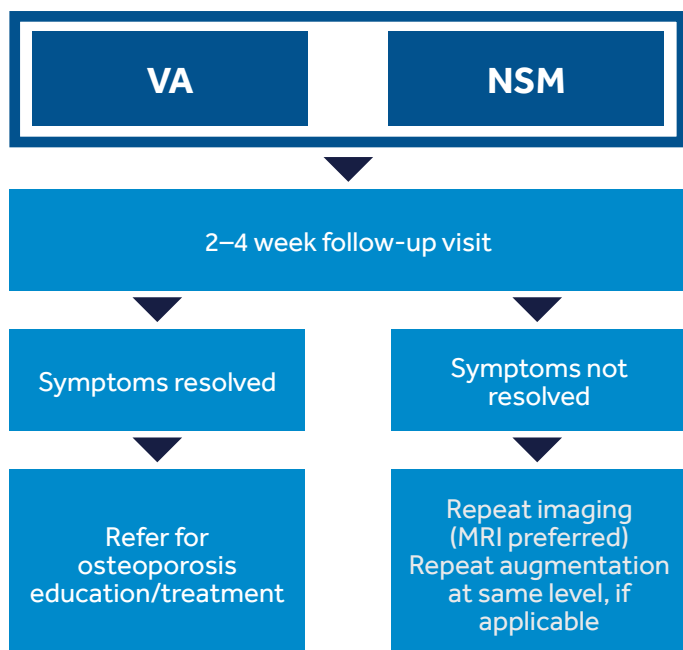 VA
NSM
2–4 week follow-up visit
Symptoms resolved
Symptoms not
resolved
Refer for
osteoporosis
education/treatment
Repeat imaging
(MRI preferred)
Repeat augmentation
at same level, if
applicable